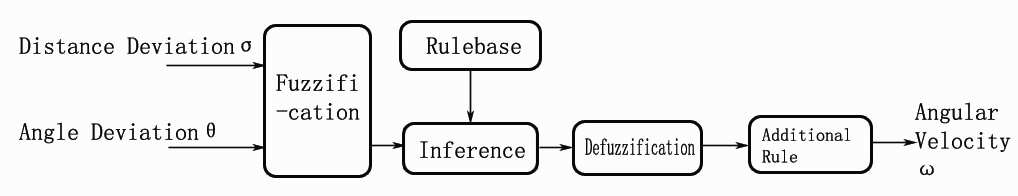 Distance Deviation σ
Angle Deviation θ
Fuzzifi
-cation
Rulebase
Inference
Defuzzification
Additional
Rule
Angular
Velocity
ω